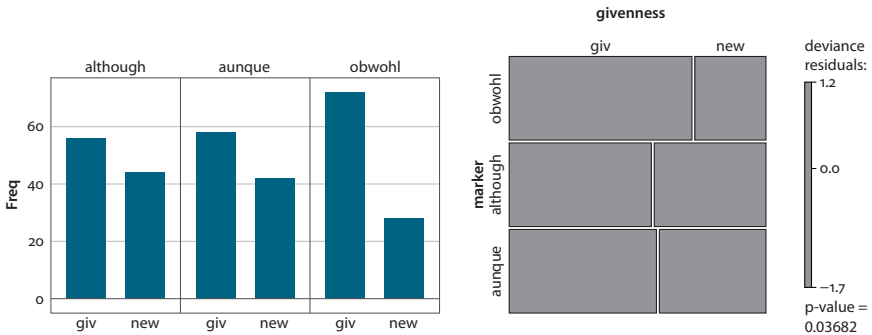 although aunque obwohl
60
40
20
0
Freq
giv new giv new giv new
givenness
giv new
marker
obwohl
although
aunque
deviance
residuals:
1.2
0.0
−1.7
p-value =
0.03682